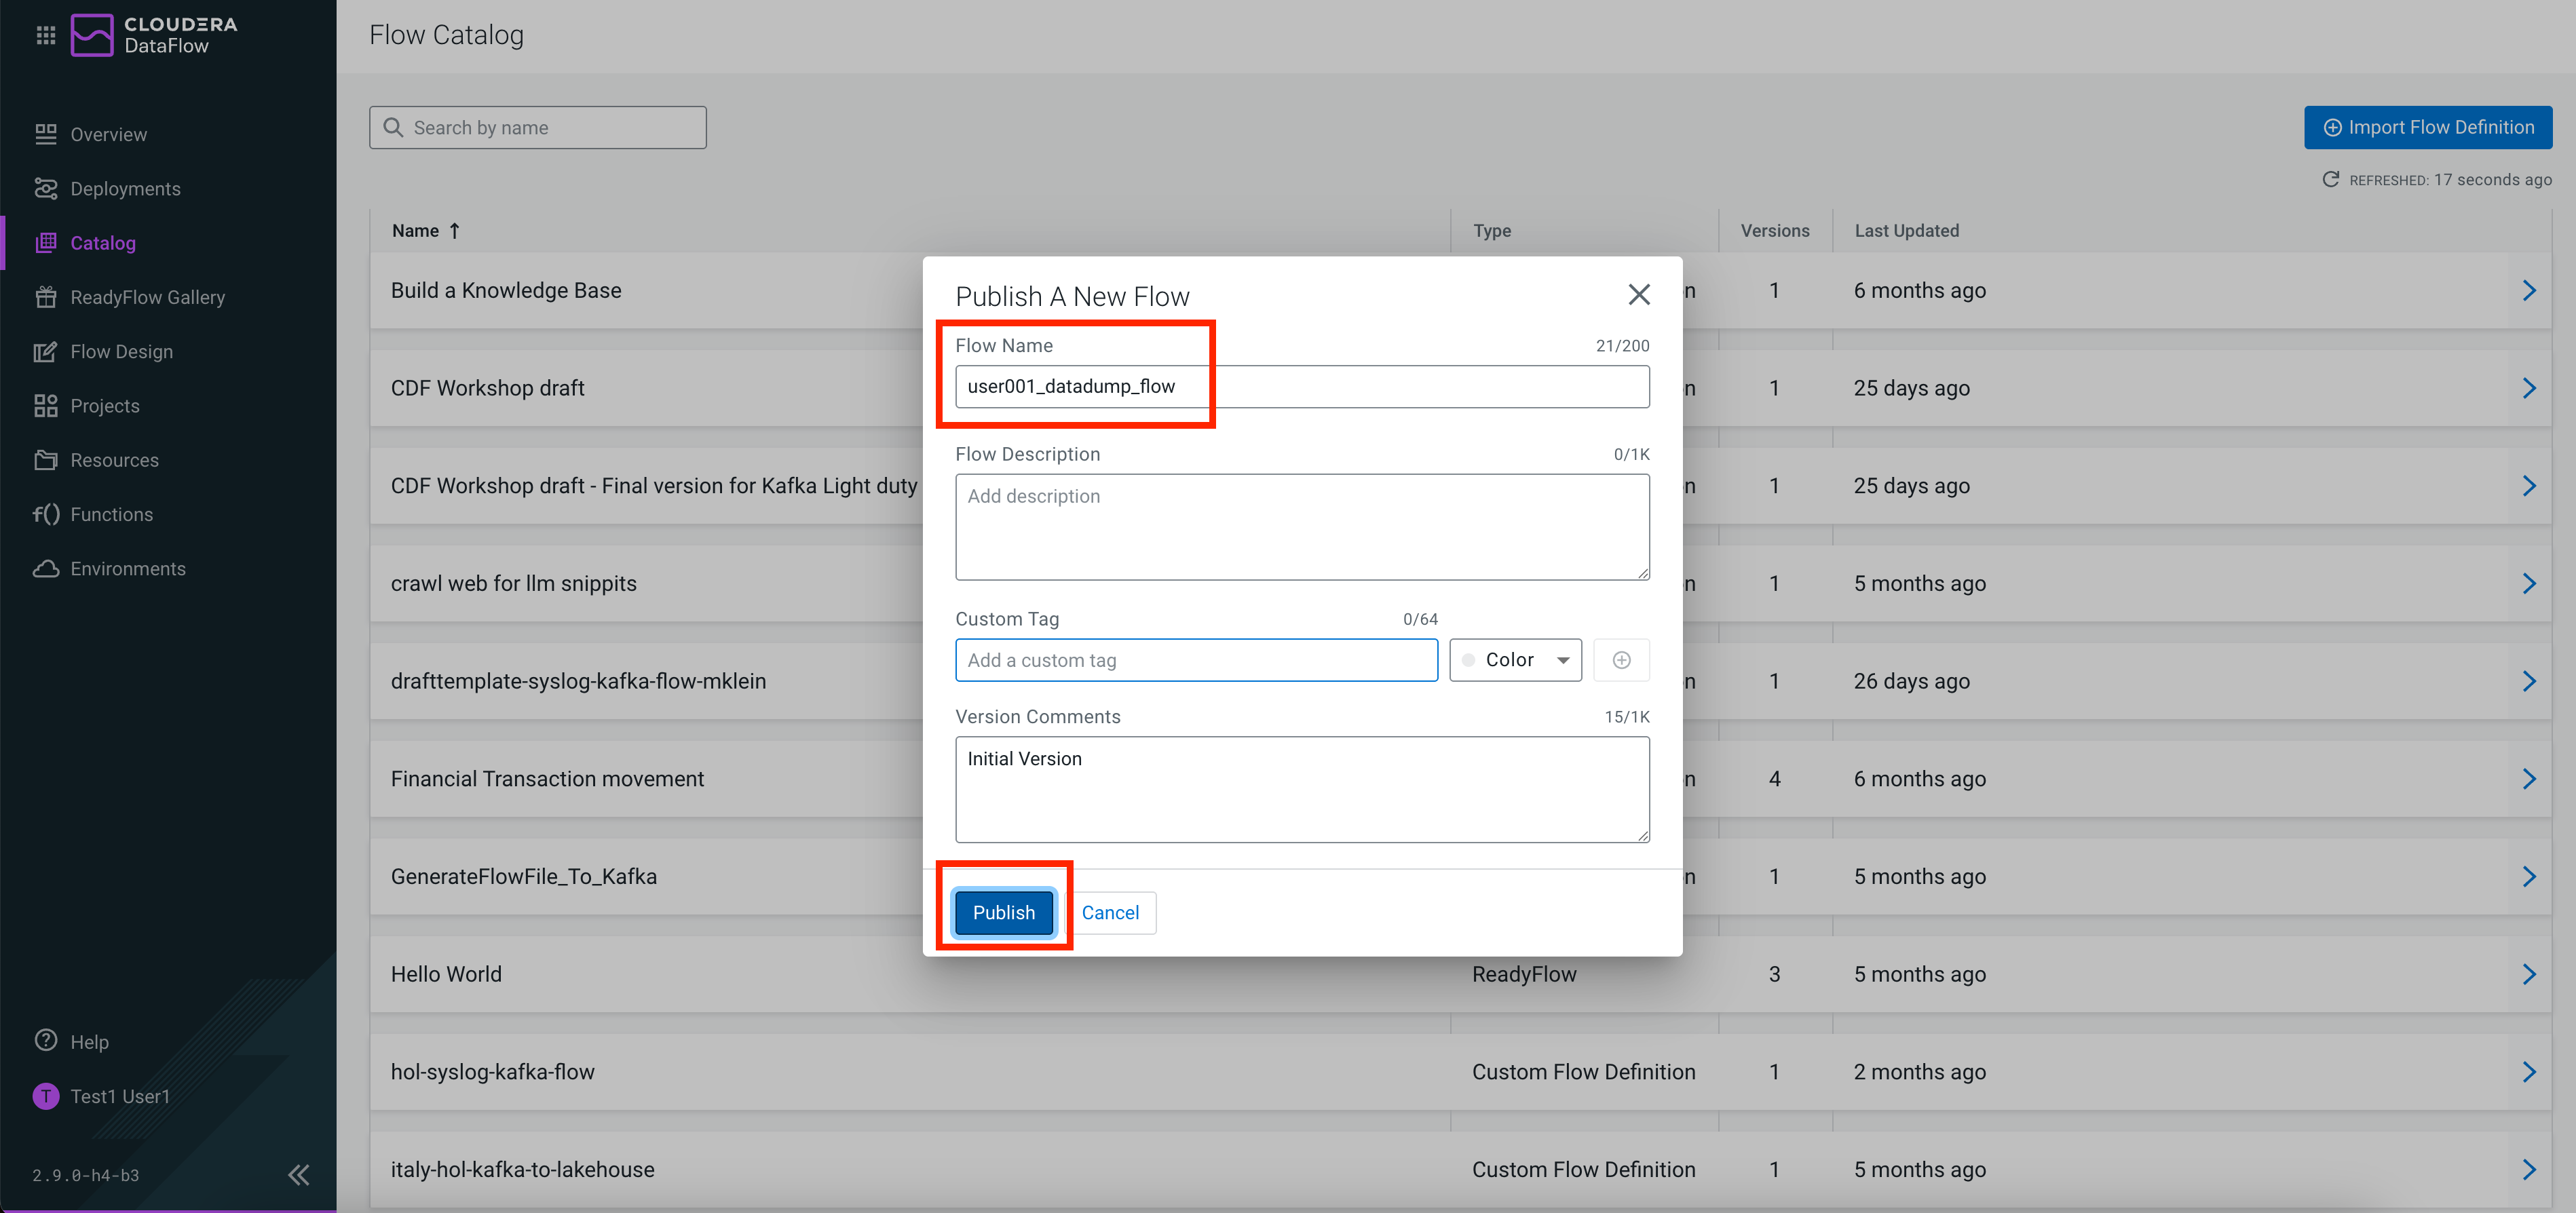 CLOUDERA
DataFlow
Overview
Deployments
Catalog
ReadyFlow Gallery
Flow Design
Projects
Resources
f() Functions
Environments
Help
T Test1 User1
2.9.0-h4-b3
Flow Catalog
Search by name
Import Flow Definition
REFRESHED: 17 seconds ago
Name ↑ Type Versions Last Updated
Build a Knowledge Base n 1 6 months ago
CDF Workshop draft n 1 25 days ago
CDF Workshop draft - Final version for Kafka Light duty n 1 25 days ago
crawl web for llm snippits n 1 5 months ago
drafttemplate-syslog-kafka-flow-mklein n 1 26 days ago
Financial Transaction movement n 4 6 months ago
GenerateFlowFile_To_Kafka n 1 5 months ago
Hello World ReadyFlow 3 5 months ago
hol-syslog-kafka-flow Custom Flow Definition 1 2 months ago
italy-hol-kafka-to-lakehouse Custom Flow Definition 1 5 months ago
Publish A New Flow
Flow Name 21/200
user001_datadump_flow
Flow Description 0/1K
Add description
Custom Tag 0/64
Add a custom tag Color
Version Comments 15/1K
Initial Version
Publish Cancel